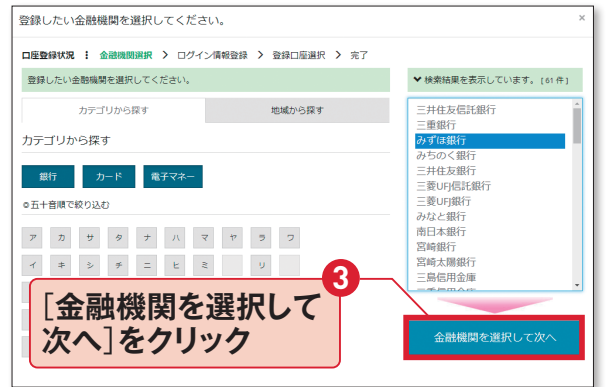 登録したい金融機関を選択してください。
×
口座登録状況 ： 金融機関選択 > ログイン情報登録 > 登録口座選択 > 完了
登録したい金融機関を選択してください。
カテゴリから探す 地域から探す
カテゴリから探す
銀行 カード 電子マネー
五十音順で絞り込む
ア カ サ タ ナ ハ マ ヤ ラ ワ
イ キ シ チ ニ ヒ ミ リ
検索結果を表示しています。[61件]
三井住友信託銀行
三重銀行
みずほ銀行
みちのく銀行
三井住友銀行
三菱UFJ信託銀行
三菱UFJ銀行
みなと銀行
南日本銀行
宮崎銀行
宮崎太陽銀行
三島信用金庫
三重信用金庫
金融機関を選択して次へ
3
[金融機関を選択して
次へ]をクリック